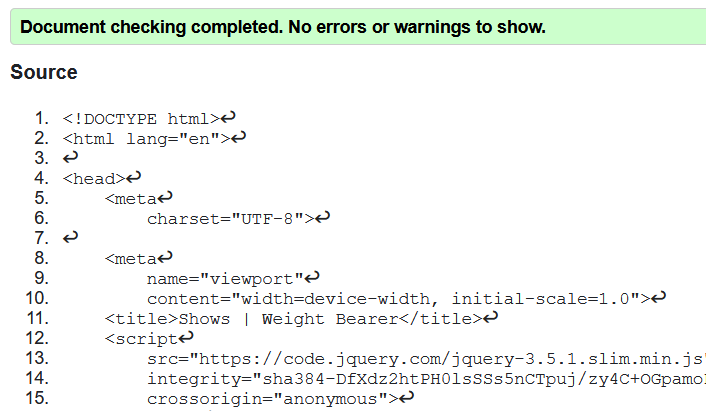 Document checking completed. No errors or warnings to show.
Source
1. <!DOCTYPE html>↩
2. <html lang="en">↩
3. ↩
4. <head>↩
5. <meta↩
6. charset="UTF-8">↩
7. ↩
8. <meta↩
9. name="viewport"↩
10. content="width=device-width, initial-scale=1.0">↩
11. <title>Shows | Weight Bearer</title>↩
12. <script↩
13. src="https://code.jquery.com/jquery-3.5.1.slim.min.js"
14. integrity="sha384-DfXdz2htPH0lsSSs5nCTpuj/zy4C+OGpamo
15. crossorigin="anonymous">↩